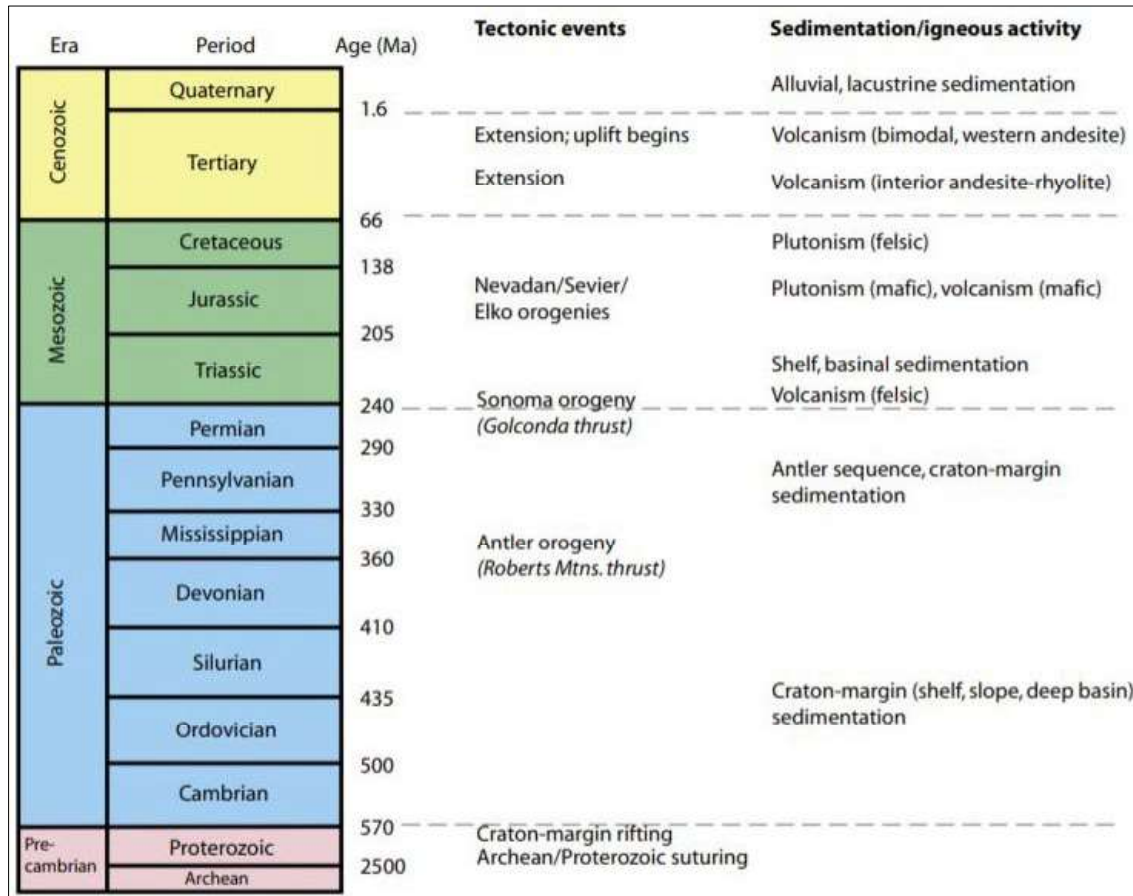 Tectonic events Sedimentation/igneous activity
Era Period Age (Ma)
Cenozoic
Quaternary Alluvial, lacustrine sedimentation
1.6
Tertiary
Extension; uplift begins Volcanism (bimodal, western andesite)
Extension Volcanism (interior andesite-rhyolite)
66
Mesozoic
Cretaceous Plutonism (felsic)
138
Jurassic
Nevadan/Sevier/ Plutonism (mafic), volcanism (mafic)
Elko orogenies
205
Triassic
Shelf, basinal sedimentation
Volcanism (felsic)
240 Sonoma orogeny
(Golconda thrust)
Paleozoic
Permian
290
Pennsylvanian
Antler sequence, craton-margin
sedimentation
330
Mississippian
Antler orogeny
360
(Roberts Mtns. thrust)
Devonian
410
Silurian
435
Craton-margin (shelf, slope, deep basin)
sedimentation
Ordovician
500
Cambrian
570
Pre-
cambrian
Craton-margin rifting
Proterozoic
Archean/Proterozoic suturing
2500
Archean